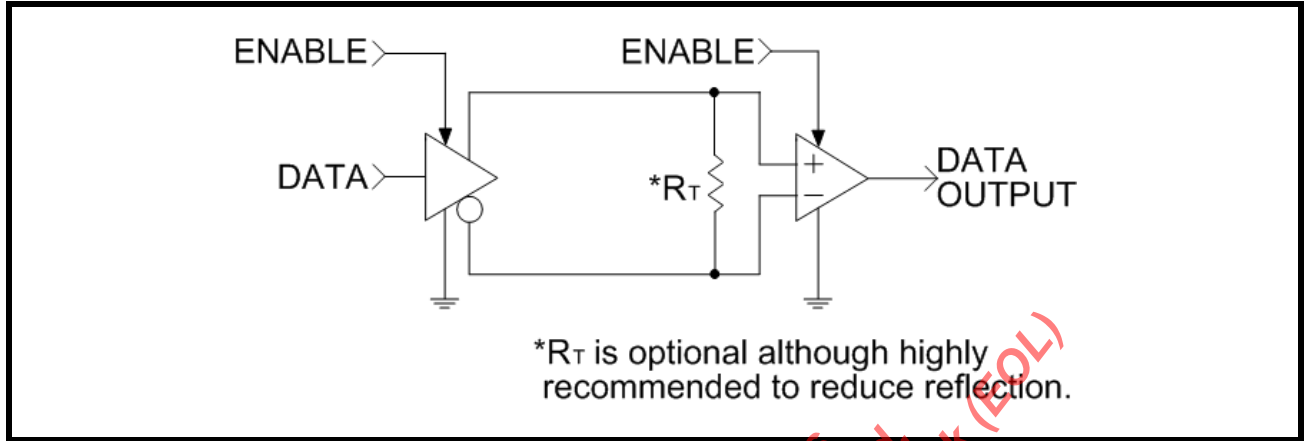 ENABLE
ENABLE
DATA
*RT
+
−
DATA
OUTPUT
*RT is optional although highly
recommended to reduce reflection.
(EOL)